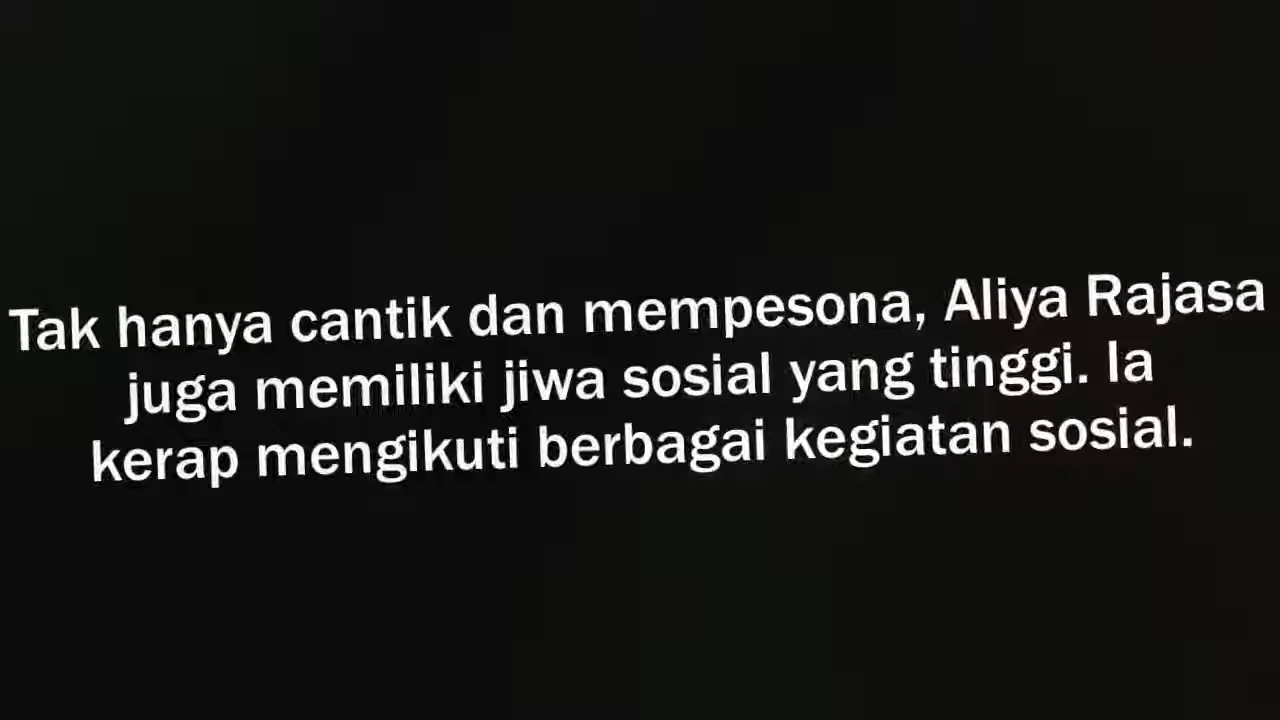 Tak hanya cantik dan mempesona, Aliya Rajasa
juga memiliki jiwa sosial yang tinggi. Ia
kerap mengikuti berbagai kegiatan sosial.